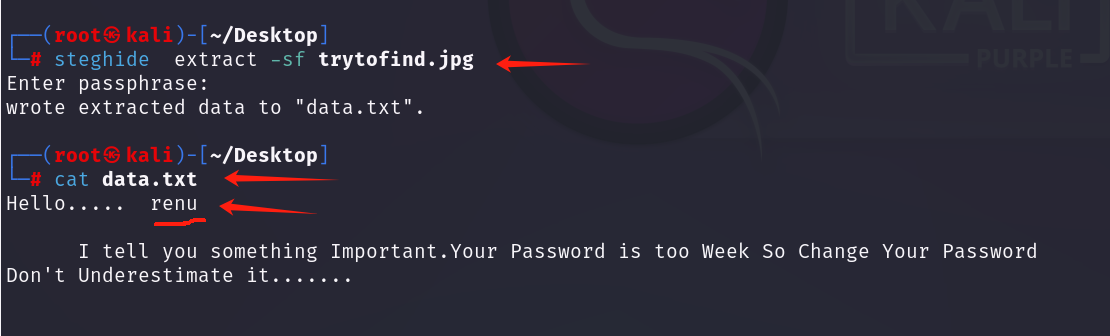 KALI
PURPLE
┌──(root㉿kali)-[~/Desktop]
└─# steghide  extract -sf trytofind.jpg
Enter passphrase:
wrote extracted data to "data.txt".
┌──(root㉿kali)-[~/Desktop]
└─# cat data.txt
Hello.....  renu
I tell you something Important.Your Password is too Week So Change Your Password
Don't Underestimate it.......